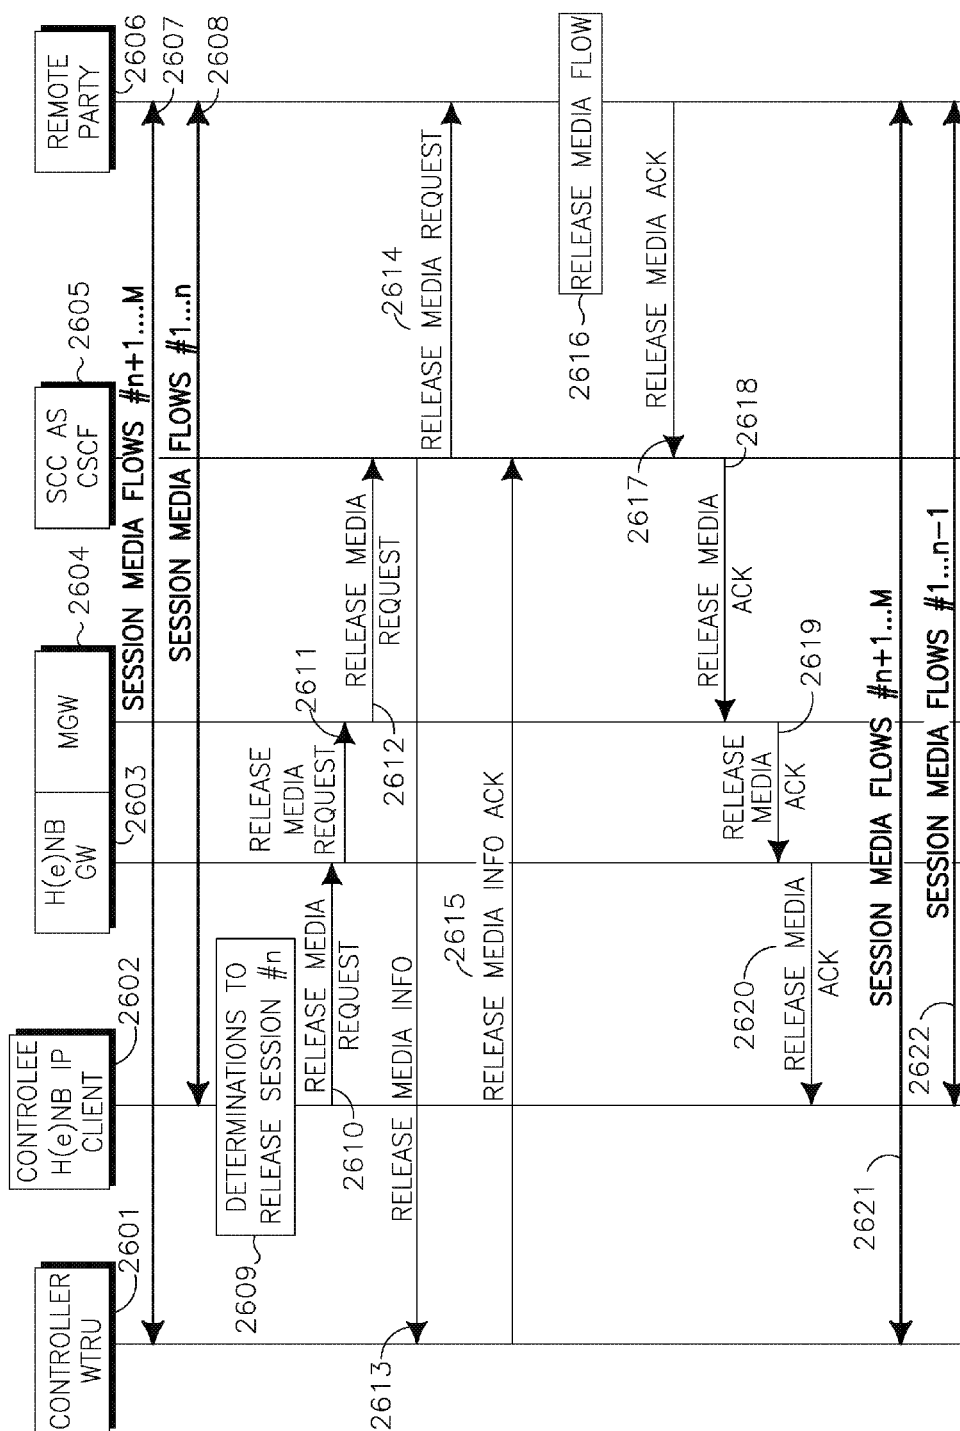 CONTROLLER
WTRU
2601
CONTROLEE
H(e)NB IP
CLIENT
2602
H(e)NB
GW
2603
MGW
2604
SCC AS
CSCF
2605
REMOTE
PARTY
2606
SESSION MEDIA FLOWS #n+1....M
2607
SESSION MEDIA FLOWS #1...n
2608
DETERMINATIONS TO
RELEASE SESSION #n
2609
RELEASE MEDIA
REQUEST
2610
RELEASE
MEDIA
REQUEST
2611
RELEASE MEDIA
REQUEST
2612
RELEASE MEDIA INFO
2613
RELEASE MEDIA REQUEST
2614
RELEASE MEDIA INFO ACK
2615
RELEASE MEDIA FLOW
2616
RELEASE MEDIA ACK
2617
RELEASE MEDIA
ACK
2618
RELEASE
MEDIA
ACK
2619
RELEASE MEDIA
ACK
2620
SESSION MEDIA FLOWS #n+1...M
2621
SESSION MEDIA FLOWS #1...n-1
2622